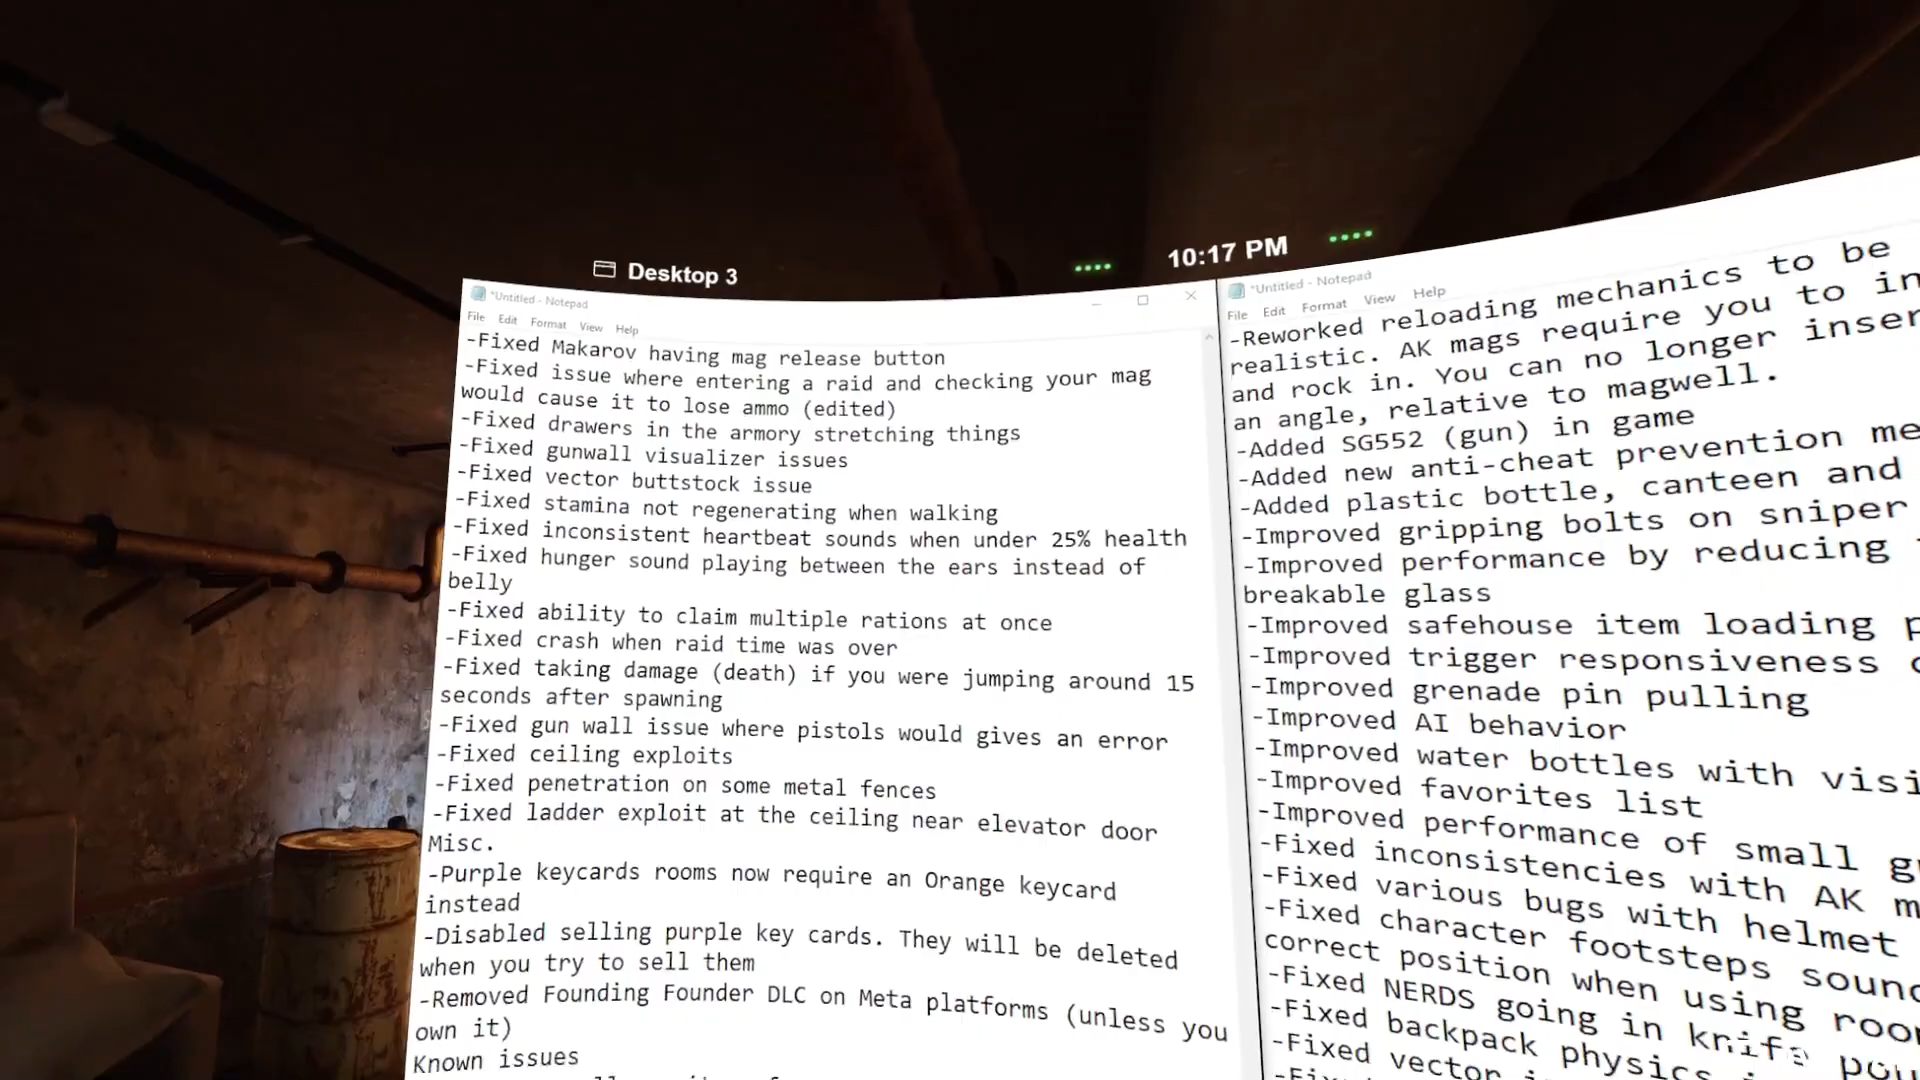 Desktop 3
10:17 PM
*Untitled - Notepad
File Edit Format View Help
-Fixed Makarov having mag release button
-Fixed issue where entering a raid and checking your mag
would cause it to lose ammo (edited)
-Fixed drawers in the armory stretching things
-Fixed gunwall visualizer issues
-Fixed vector buttstock issue
-Fixed stamina not regenerating when walking
-Fixed inconsistent heartbeat sounds when under 25% health
-Fixed hunger sound playing between the ears instead of
belly
-Fixed ability to claim multiple rations at once
-Fixed crash when raid time was over
-Fixed taking damage (death) if you were jumping around 15
seconds after spawning
-Fixed gun wall issue where pistols would gives an error
-Fixed ceiling exploits
-Fixed penetration on some metal fences
-Fixed ladder exploit at the ceiling near elevator door
Misc.
-Purple keycards rooms now require an Orange keycard
instead
-Disabled selling purple key cards. They will be deleted
when you try to sell them
-Removed Founding Founder DLC on Meta platforms (unless you
own it)
Known issues
*Untitled - Notepad
File Edit Format View Help
-Reworked reloading mechanics to be
realistic. AK mags require you to
and rock in. You can no longer
an angle, relative to magwell.
-Added SG552 (gun) in game
-Added new anti-cheat prevention
-Added plastic bottle, canteen and
-Improved gripping bolts on sniper
-Improved performance by reducing
breakable glass
-Improved safehouse item loading
-Improved trigger responsiveness
-Improved grenade pin pulling
-Improved AI behavior
-Improved water bottles with
-Improved favorites list
-Improved performance of small
-Fixed inconsistencies with AK
-Fixed various bugs with helmet
-Fixed character footsteps
correct position when using
-Fixed NERDS going in knife
-Fixed backpack physics
-Fixed vector